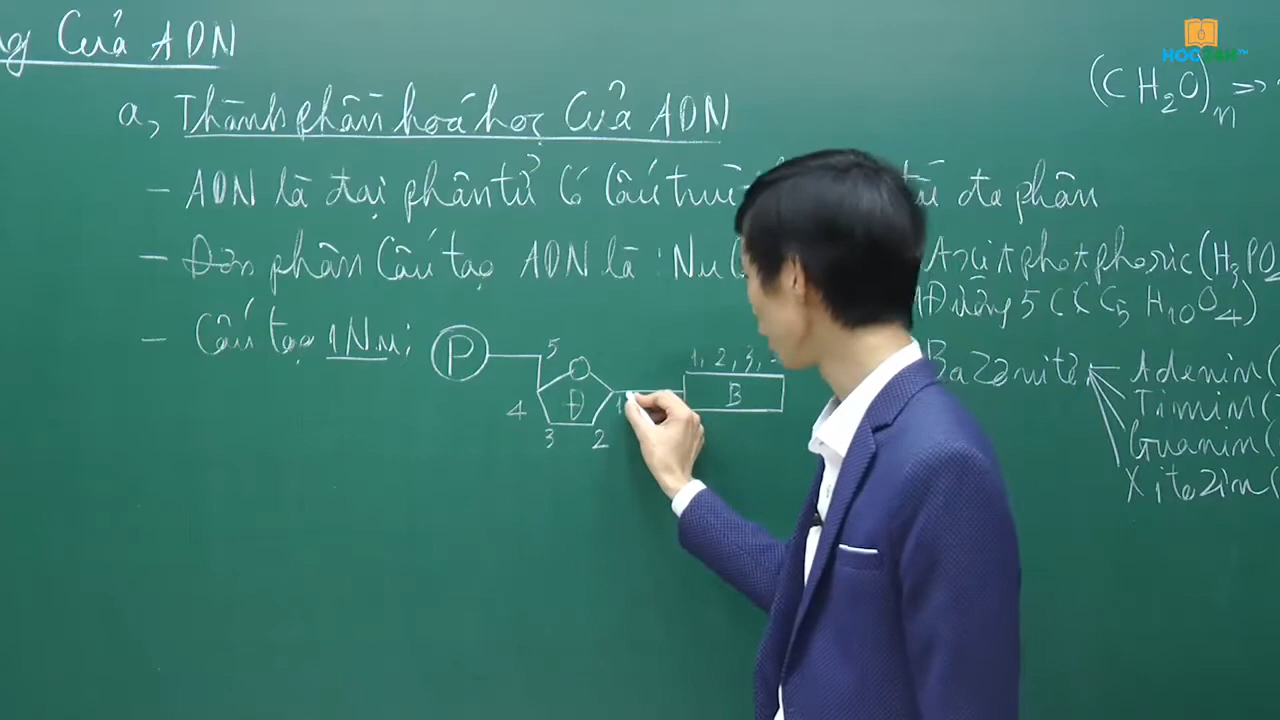 Của ADN
HOC24H™
(CH2O)n =>
a, Thành phần hoá học Của ADN
- ADN là đại phân tử Có Cấu trúc đa phân
- Đơn phân Cấu tạo ADN là : Nu Axit photphoric (H3PO
Đường 5C (C5H10O4)
- Cấu tạo 1Nu:
P
5
4
3
2
1
Đ
1, 2, 3,
B
Bazơnitơ
Adenin (
Timin (
Guanin (
Xitozin (